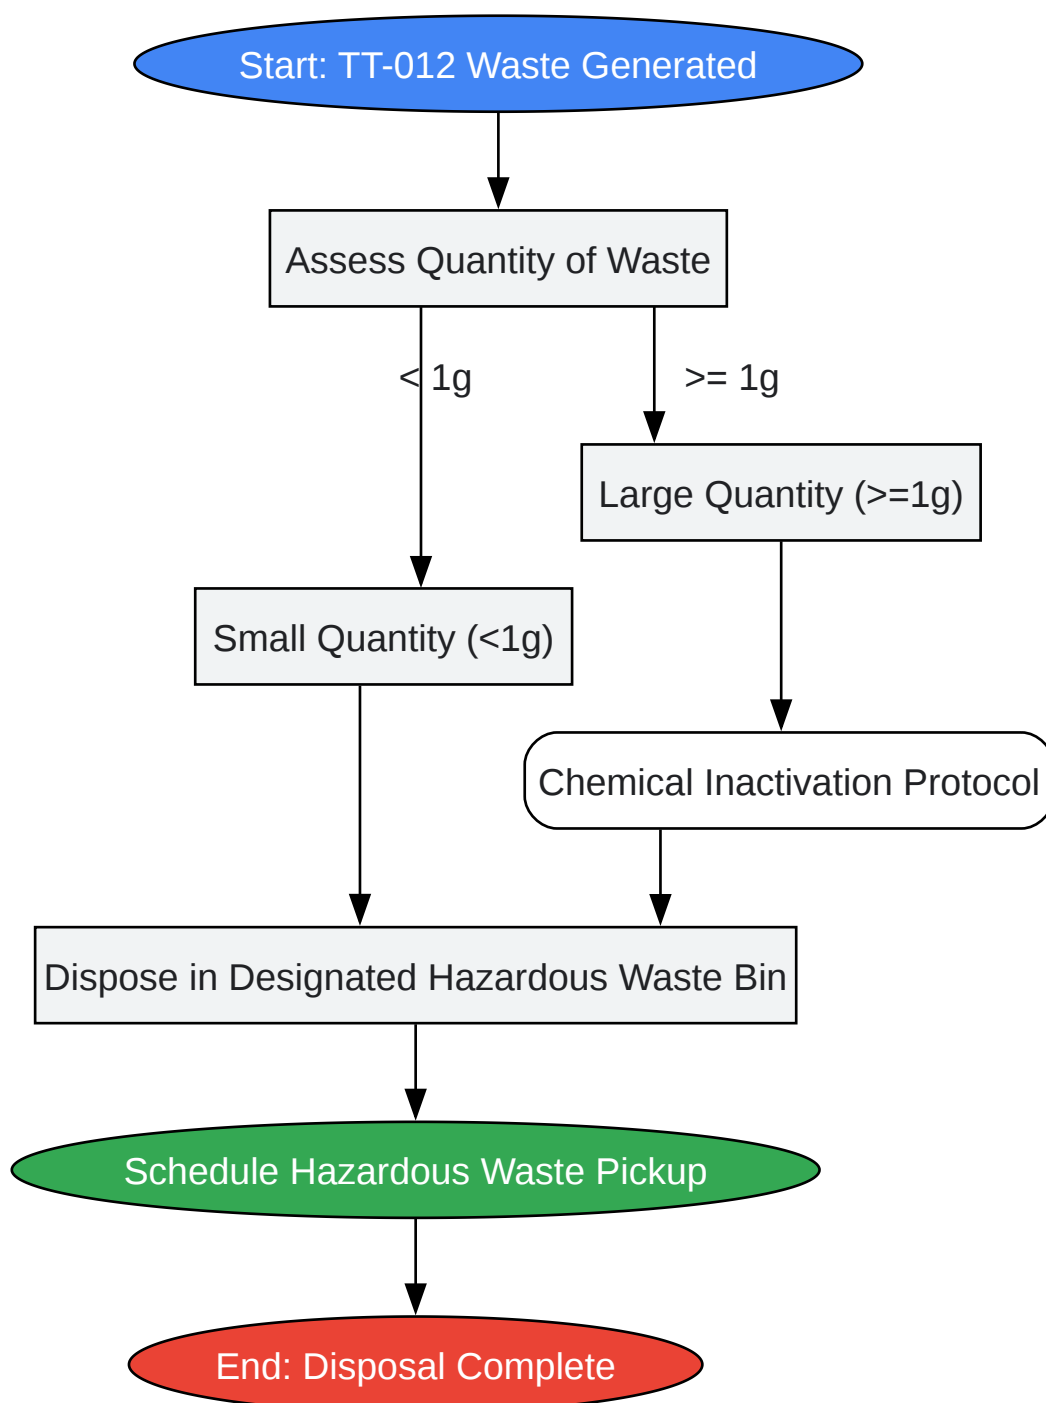 Start: TT-012 Waste Generated
Assess Quantity of Waste
< 1g
>= 1g
Large Quantity (>=1g)
Small Quantity (<1g)
Chemical Inactivation Protocol
Dispose in Designated Hazardous Waste Bin
Schedule Hazardous Waste Pickup
End: Disposal Complete